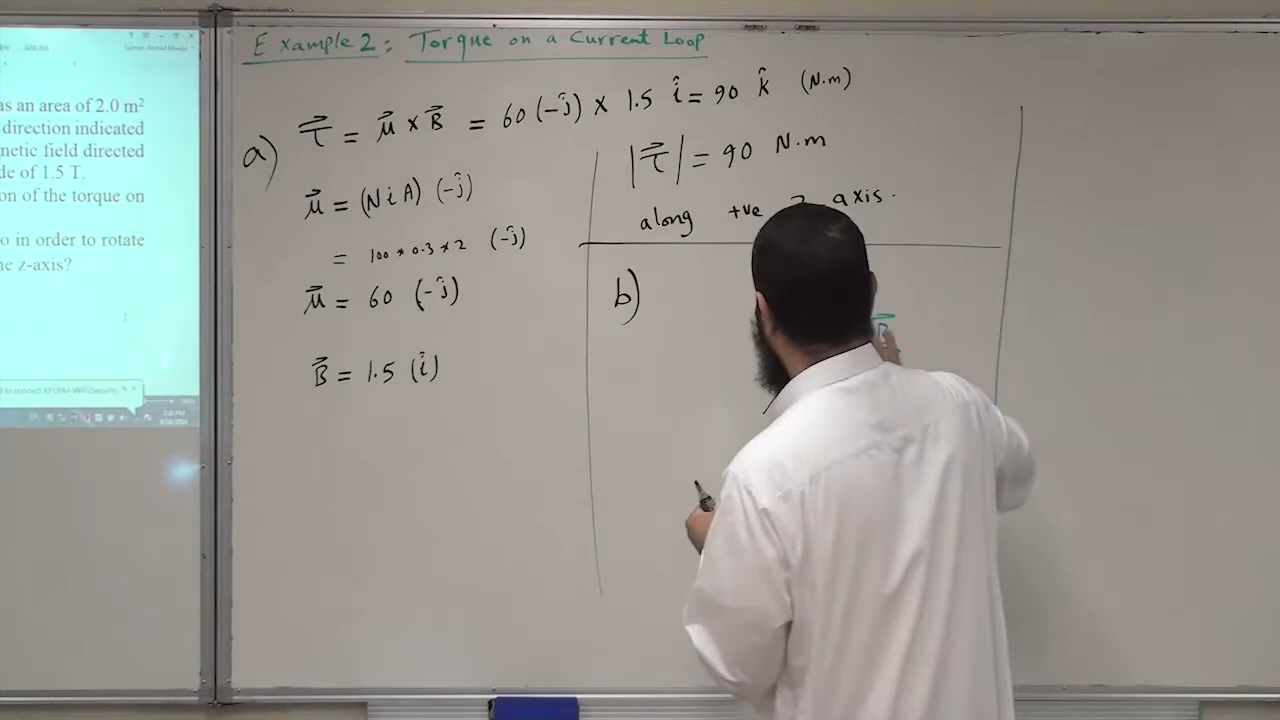 as an area of 2.0 m²
direction indicated
netic field directed
de of 1.5 T.
on of the torque on
o in order to rotate
ne z-axis?
Example 2: Torque on a Current Loop
a) τ⃗ = μ⃗ × B⃗ = 60 (-ĵ) × 1.5 î = 90 k̂ (N.m)
μ⃗ = (N i A) (-ĵ)
= 100 * 0.3 * 2 (-ĵ)
μ⃗ = 60 (-ĵ)
B⃗ = 1.5 (î)
|τ⃗| = 90 N.m
along +ve axis.
b)